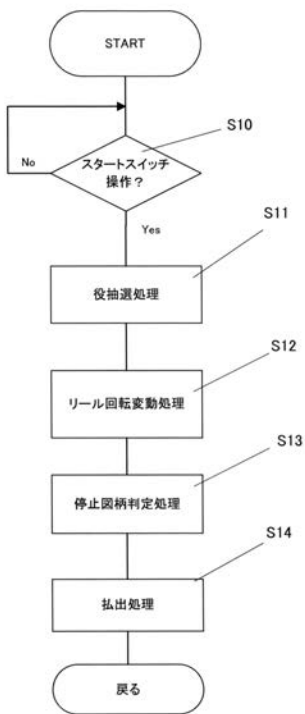 START
S10
No
スタートスイッチ
操作？
Yes
S11
役抽選処理
S12
リール回転変動処理
S13
停止図柄判定処理
S14
払出処理
戻る